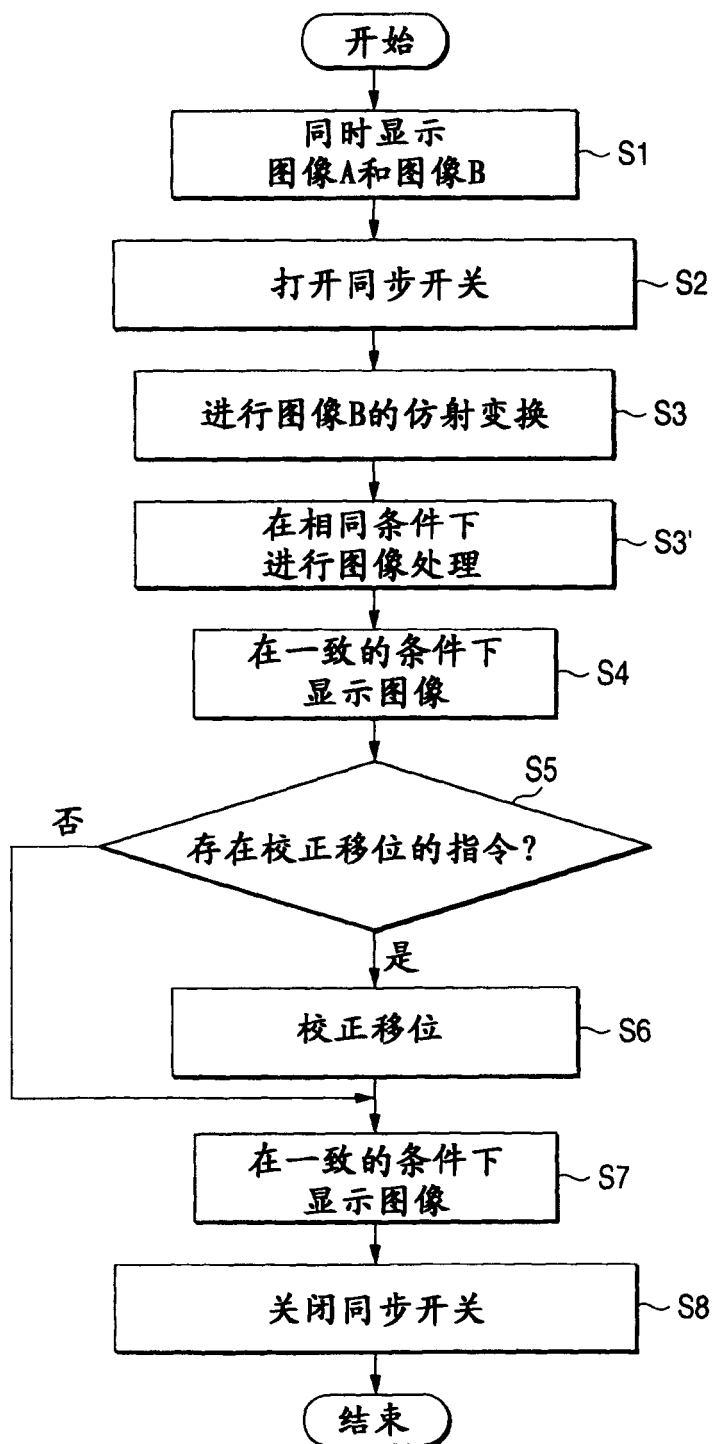 开始
同时显示
图像A和图像B
S1
打开同步开关
S2
进行图像B的仿射变换
S3
在相同条件下
进行图像处理
S3'
在一致的条件下
显示图像
S4
S5
否
存在校正移位的指令?
是
校正移位
S6
在一致的条件下
显示图像
S7
关闭同步开关
S8
结束